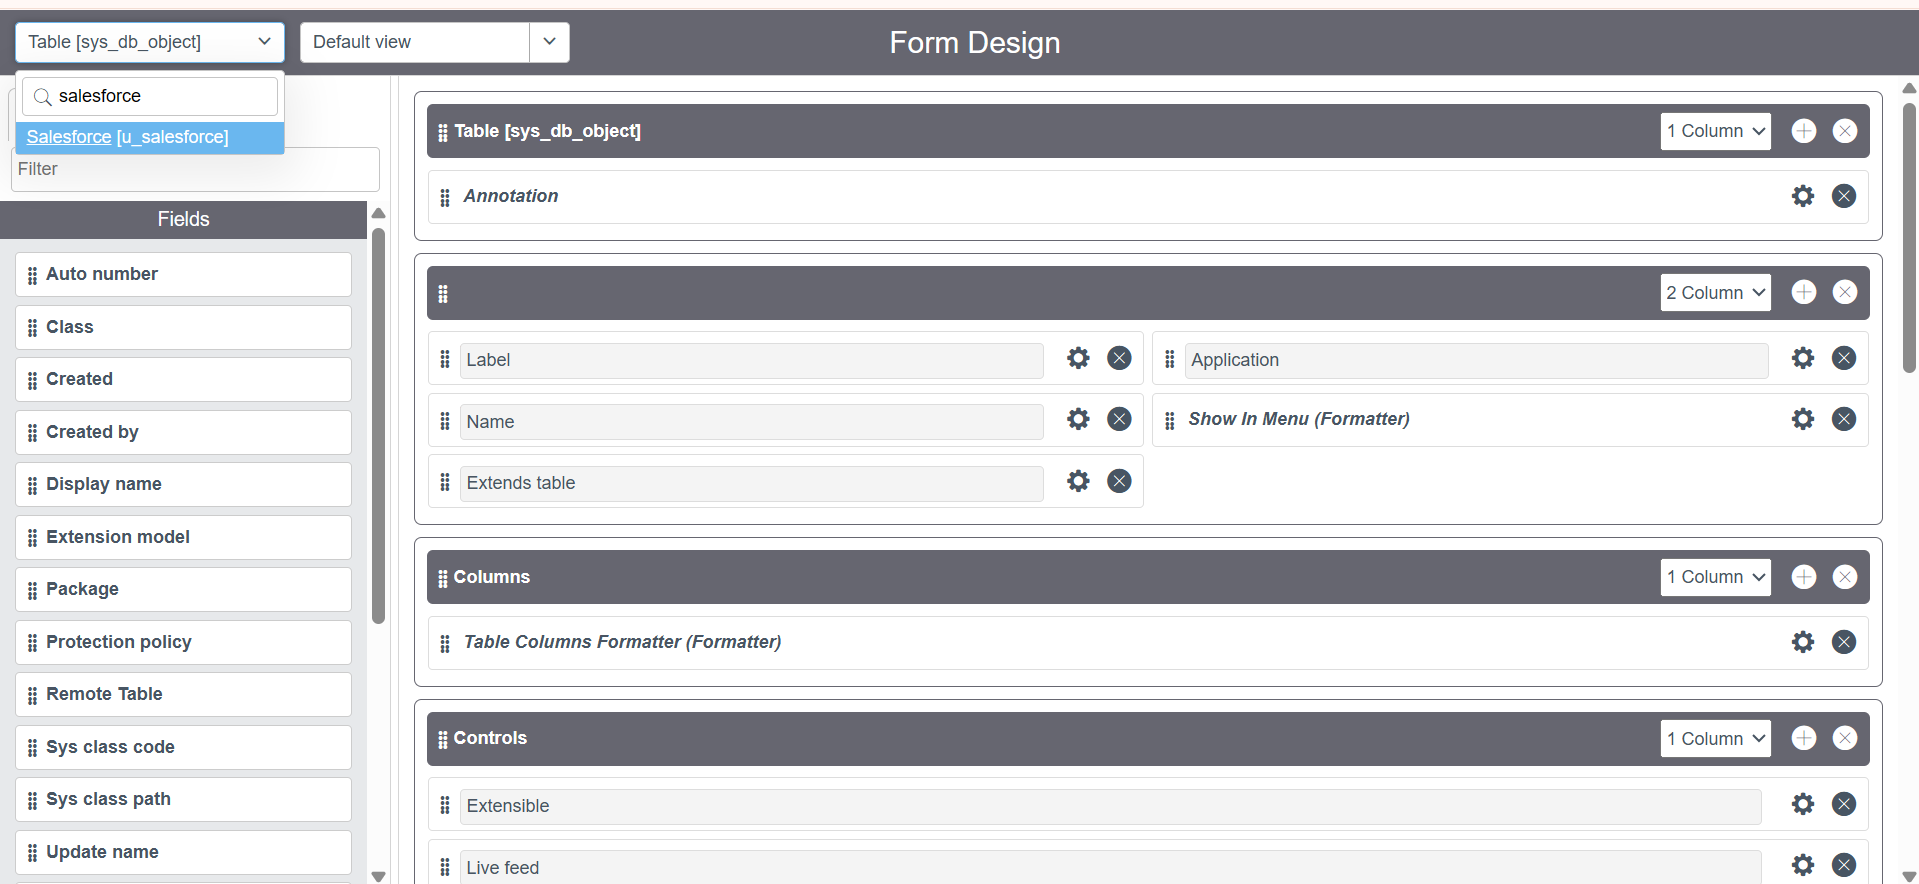 Table [sys_db_object]
Default view
Form Design
salesforce
Salesforce [u_salesforce]
Filter
Fields
Auto number
Class
Created
Created by
Display name
Extension model
Package
Protection policy
Remote Table
Sys class code
Sys class path
Update name
Table [sys_db_object]
1 Column
Annotation
2 Column
Label
Application
Name
Show In Menu (Formatter)
Extends table
Columns
1 Column
Table Columns Formatter (Formatter)
Controls
1 Column
Extensible
Live feed